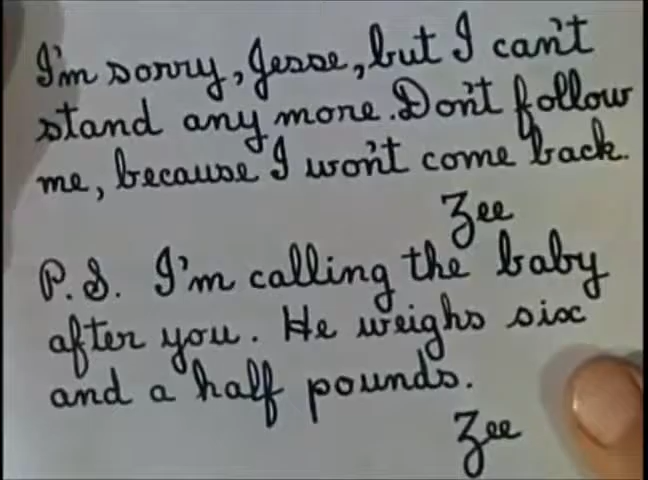 I'm sorry, Jesse, but I can't
stand any more. Don't follow
me, because I won't come back.
Zee
P.S. I'm calling the baby
after you. He weighs six
and a half pounds.
Zee